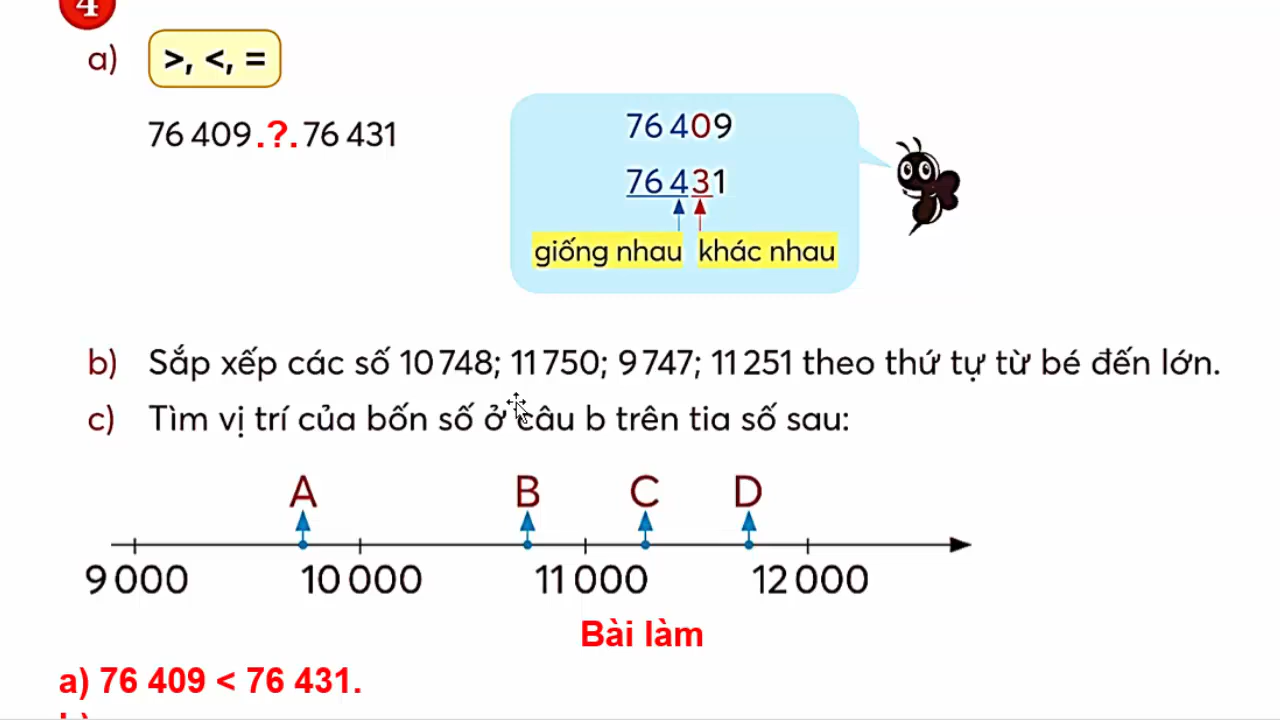 4
a) >, <, =
76 409.?.76 431
76 409
76 431
giống nhau khác nhau
b) Sắp xếp các số 10 748; 11 750; 9 747; 11 251 theo thứ tự từ bé đến lớn.
c) Tìm vị trí của bốn số ở câu b trên tia số sau:
A B C D
9 000 10 000 11 000 12 000
Bài làm
a) 76 409 < 76 431.